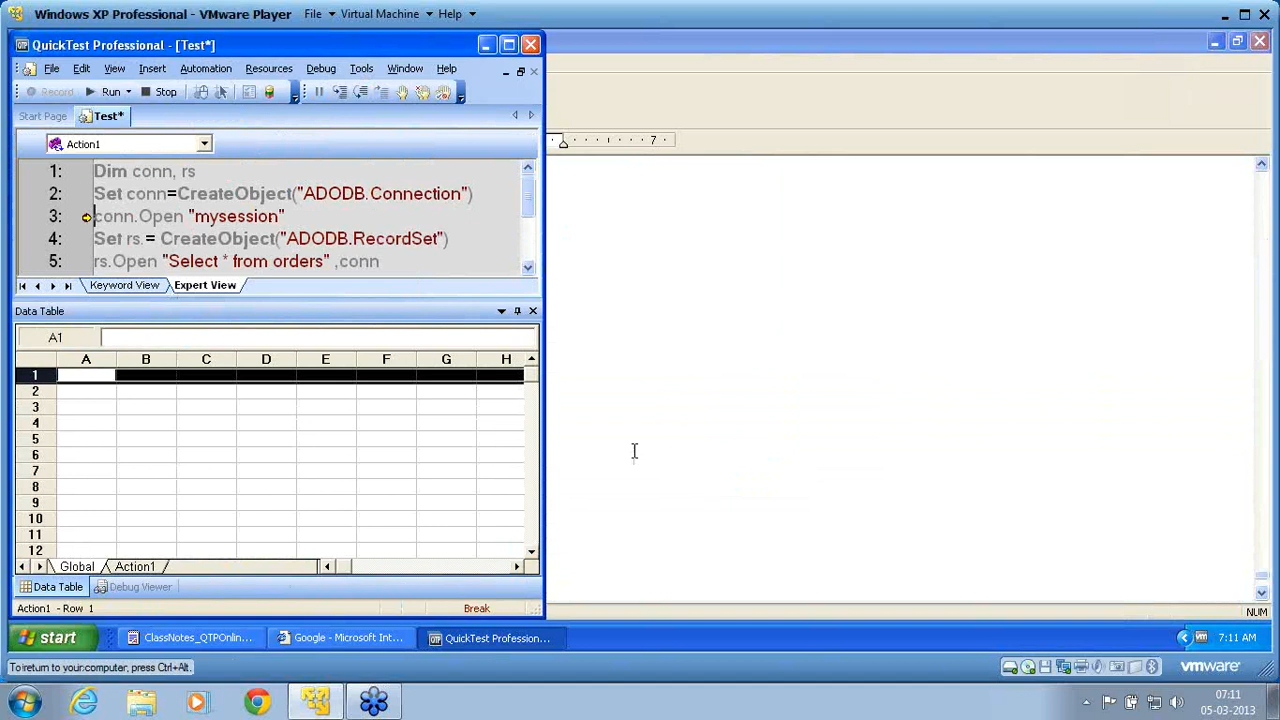 Windows XP Professional - VMware Player File Virtual Machine Help
QuickTest Professional - [Test*]
File Edit View Insert Automation Resources Debug Tools Window Help
Record Run Stop
Start Page Test*
7
Action1
1: Dim conn, rs
2: Set conn=CreateObject("ADODB.Connection")
3: conn.Open "mysession"
4: Set rs = CreateObject("ADODB.RecordSet")
5: rs.Open "Select * from orders" ,conn
Keyword View Expert View
Data Table
A1
A B C D E F G H
1
2
3
4
5
6
7
8
9
10
11
12
Global Action1
Data Table Debug Viewer
Action1 - Row 1 Break
NUM
start ClassNotes_QTPOnlin... Google - Microsoft Int... QuickTest Profession... 7:11 AM
To return to your computer, press Ctrl+Alt. vmware
07:11
05-03-2013